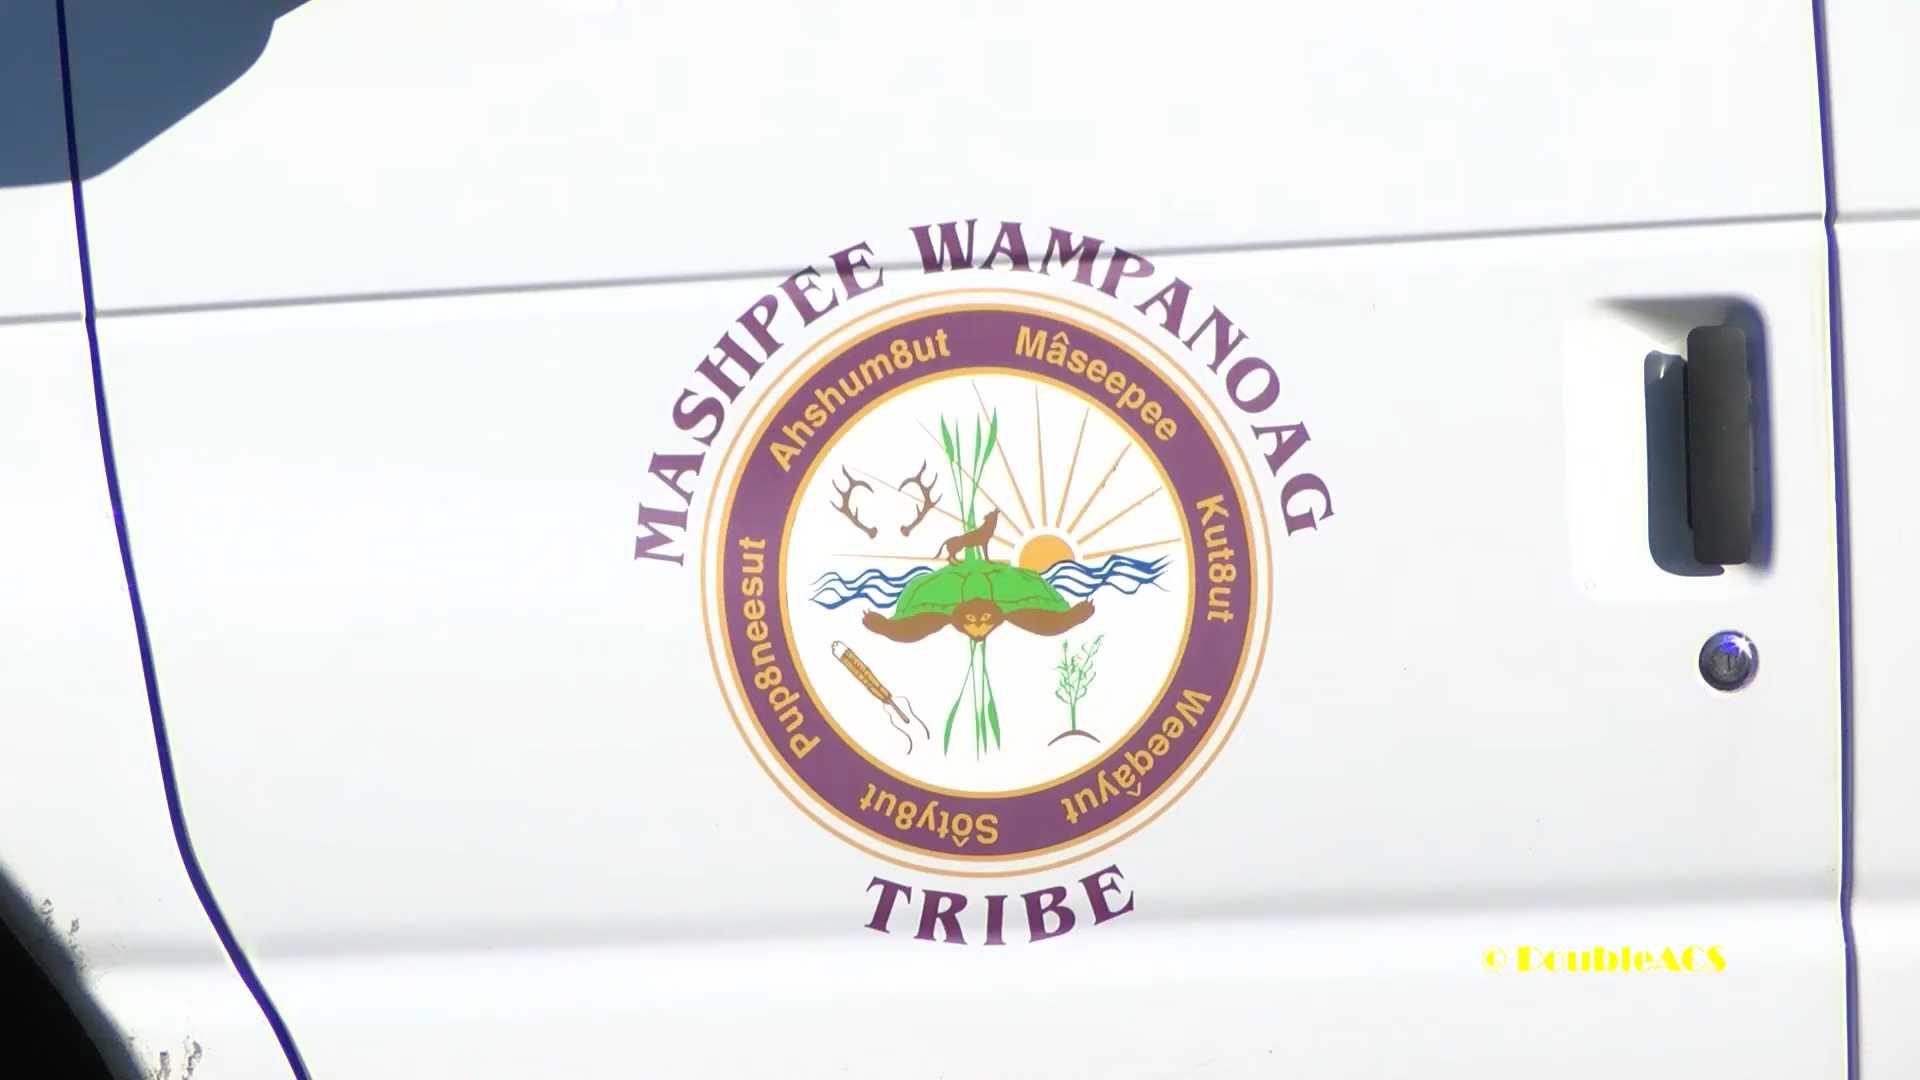 MASHPEE WAMPANOAG
Ahshum8ut
Mâseepee
Kut8ut
Weeqâyut
Sôty8ut
Pup8neesut
TRIBE
© DoubleACS